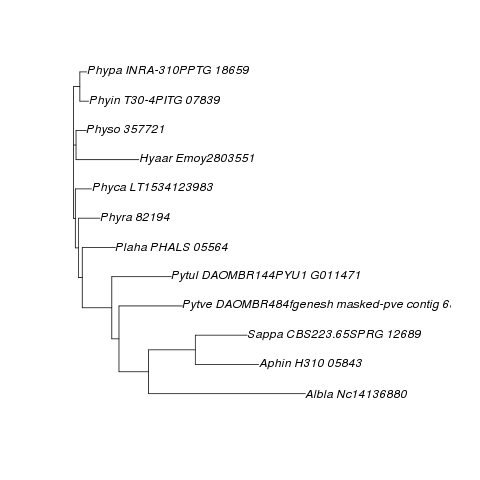 Phypa INRA-310PPTG 18659
Phyin T30-4PITG 07839
Physo 357721
Hyaar Emoy2803551
Phyca LT1534123983
Phyra 82194
Plaha PHALS 05564
Pytul DAOMBR144PYU1 G011471
Pytve DAOMBR484fgenesh masked-pve contig 6
Sappa CBS223.65SPRG 12689
Aphin H310 05843
Albla Nc14136880